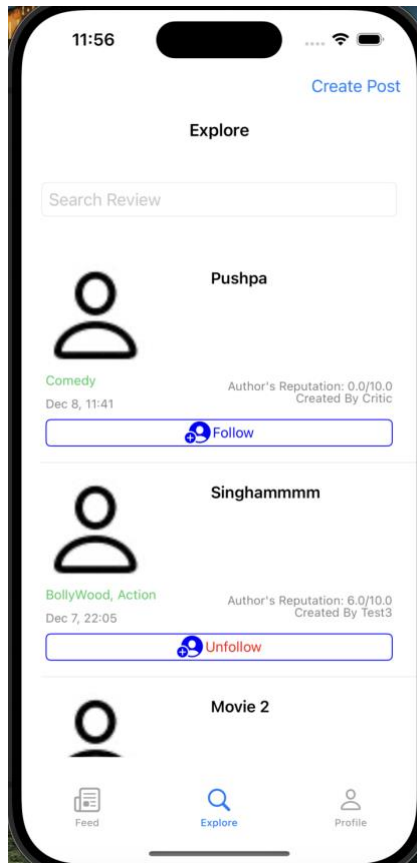 11:56
Create Post
Explore
Search Review
Pushpa
Comedy
Author's Reputation: 0.0/10.0
Dec 8, 11:41
Created By Critic
Follow
Singhammmm
BollyWood, Action
Author's Reputation: 6.0/10.0
Dec 7, 22:05
Created By Test3
Unfollow
Movie 2
Feed
Explore
Profile